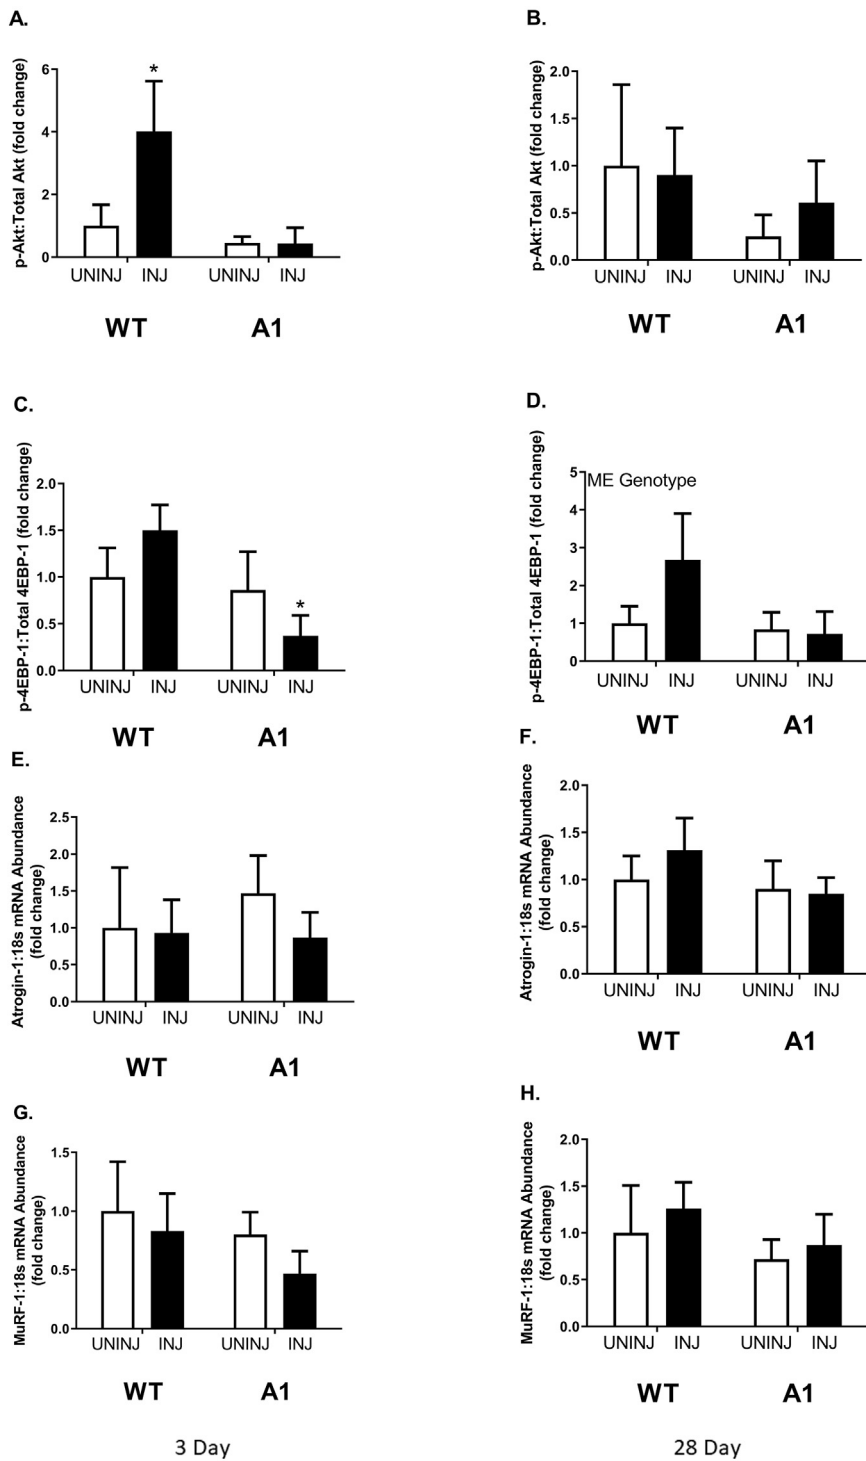 A.
p-Akt:Total Akt (fold change)
6
4
2
0
*
UNINJ INJ UNINJ INJ
WT A1
B.
p-Akt:Total Akt (fold change)
2.0
1.5
1.0
0.5
0.0
UNINJ INJ UNINJ INJ
WT A1
C.
p-4EBP-1:Total 4EBP-1 (fold change)
2.0
1.5
1.0
0.5
0.0
*
UNINJ INJ UNINJ INJ
WT A1
D.
p-4EBP-1:Total 4EBP-1 (fold change)
5
4
3
2
1
0
ME Genotype
UNINJ INJ UNINJ INJ
WT A1
E.
Atrogin-1:18s mRNA Abundance
(fold change)
2.5
2.0
1.5
1.0
0.5
0.0
UNINJ INJ UNINJ INJ
WT A1
F.
Atrogin-1:18s mRNA Abundance
(fold change)
2.0
1.5
1.0
0.5
0.0
UNINJ INJ UNINJ INJ
WT A1
G.
MuRF-1:18s mRNA Abundance
(fold change)
1.5
1.0
0.5
0.0
UNINJ INJ UNINJ INJ
WT A1
H.
MuRF-1:18s mRNA Abundance
(fold change)
2.0
1.5
1.0
0.5
0.0
UNINJ INJ UNINJ INJ
WT A1
3 Day
28 Day